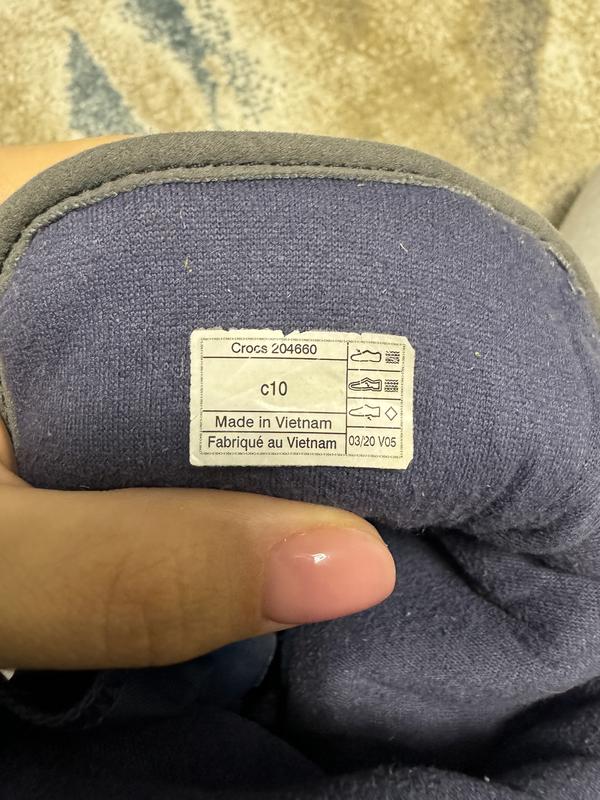 Crocs 204660
c10
Made in Vietnam
Fabriqué au Vietnam
03/20 V05